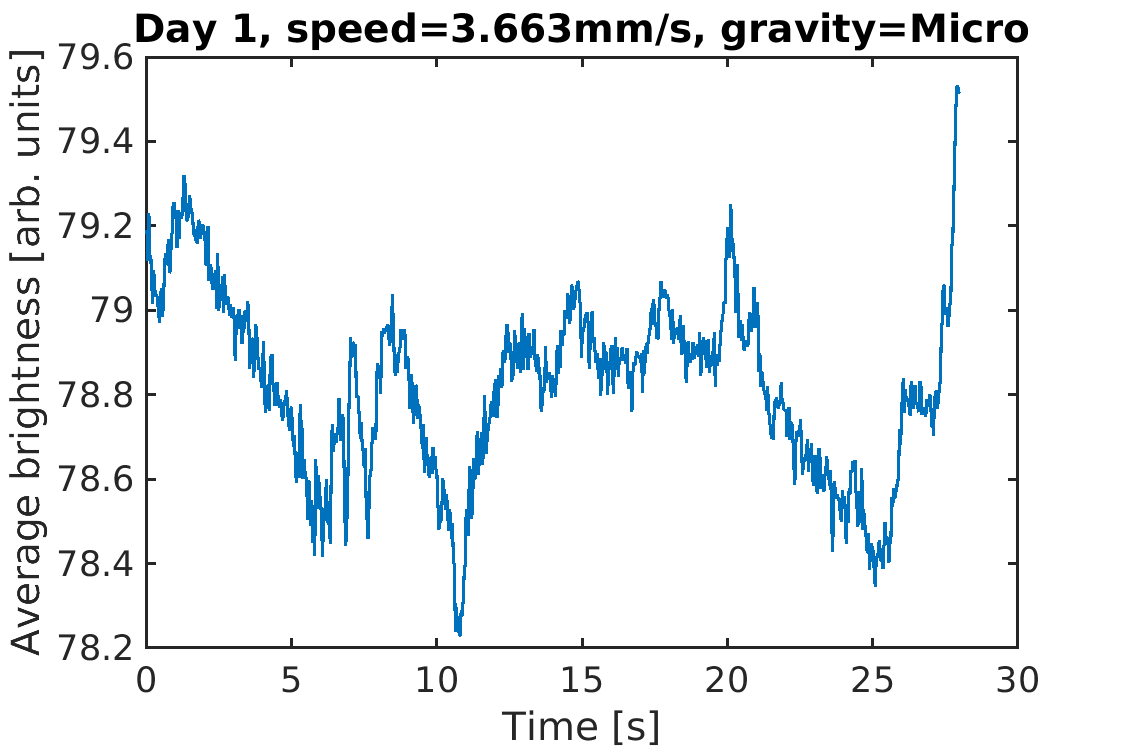 Day 1, speed=3.663mm/s, gravity=Micro
Average brightness [arb. units]
79.6
79.4
79.2
79
78.8
78.6
78.4
78.2
0 5 10 15 20 25 30
Time [s]